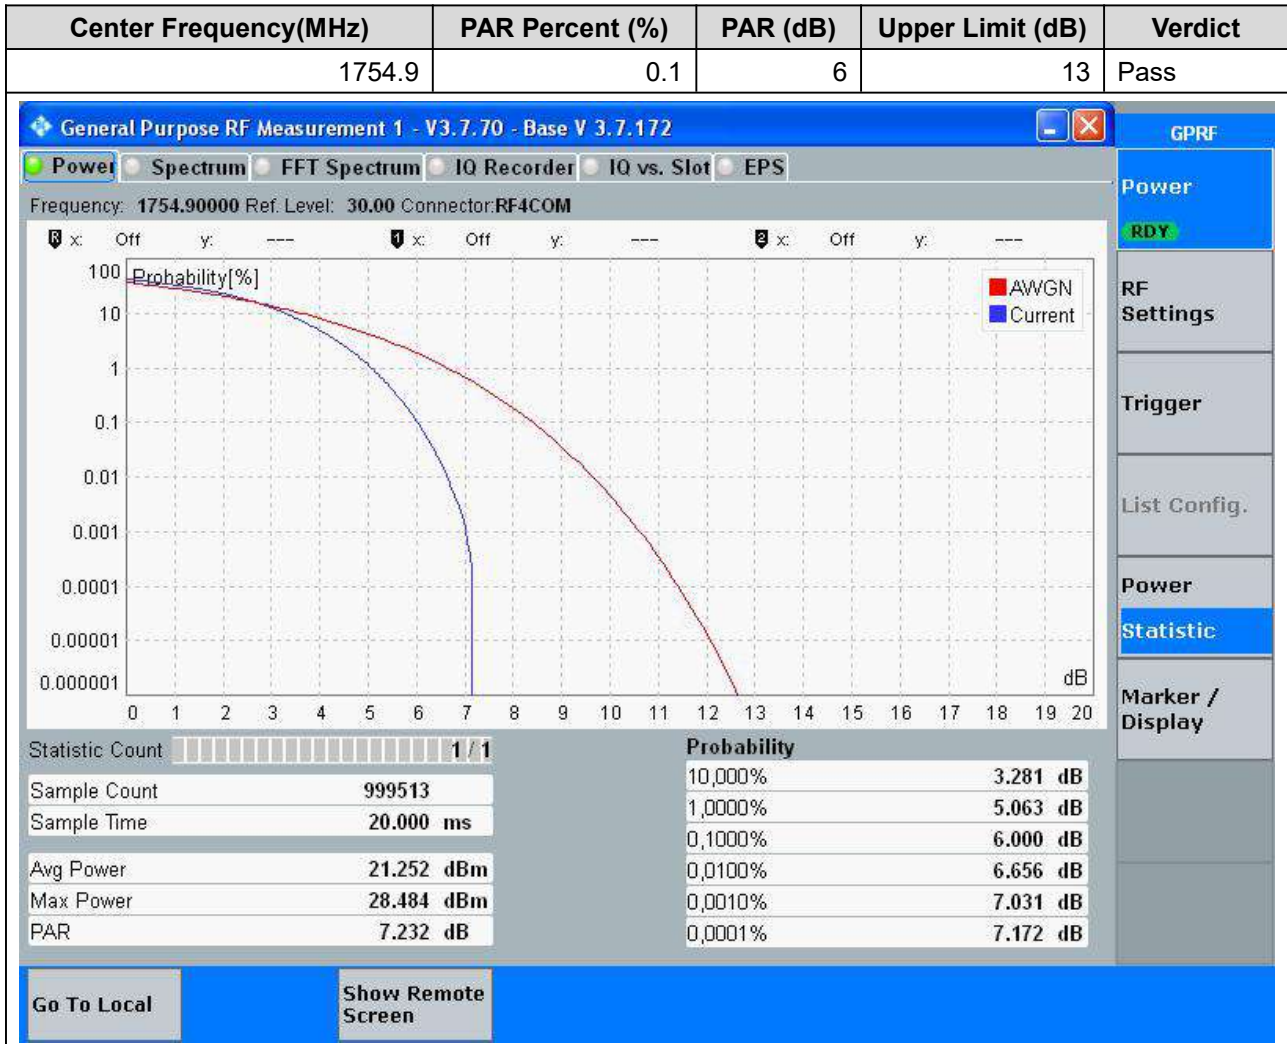 Center Frequency(MHz) PAR Percent (%) PAR (dB) Upper Limit (dB) Verdict
1754.9 0.1 6 13 Pass
General Purpose RF Measurement 1 - V3.7.70 - Base V 3.7.172
GPRF
Power Spectrum FFT Spectrum IQ Recorder IQ vs. Slot EPS
Frequency: 1754.90000 Ref. Level: 30.00 Connector:RF4COM
R x: Off y: --- 1 x: Off y: --- 2 x: Off y: ---
Probability[%]
AWGN
Current
100
10
1
0.1
0.01
0.001
0.0001
0.00001
0.000001
dB
0 1 2 3 4 5 6 7 8 9 10 11 12 13 14 15 16 17 18 19 20
Statistic Count 1 / 1
Sample Count 999513
Sample Time 20.000 ms
Avg Power 21.252 dBm
Max Power 28.484 dBm
PAR 7.232 dB
Probability
10,000% 3.281 dB
1,0000% 5.063 dB
0,1000% 6.000 dB
0,0100% 6.656 dB
0,0010% 7.031 dB
0,0001% 7.172 dB
Power
RDY
RF
Settings
Trigger
List Config.
Power
Statistic
Marker /
Display
Go To Local
Show Remote
Screen